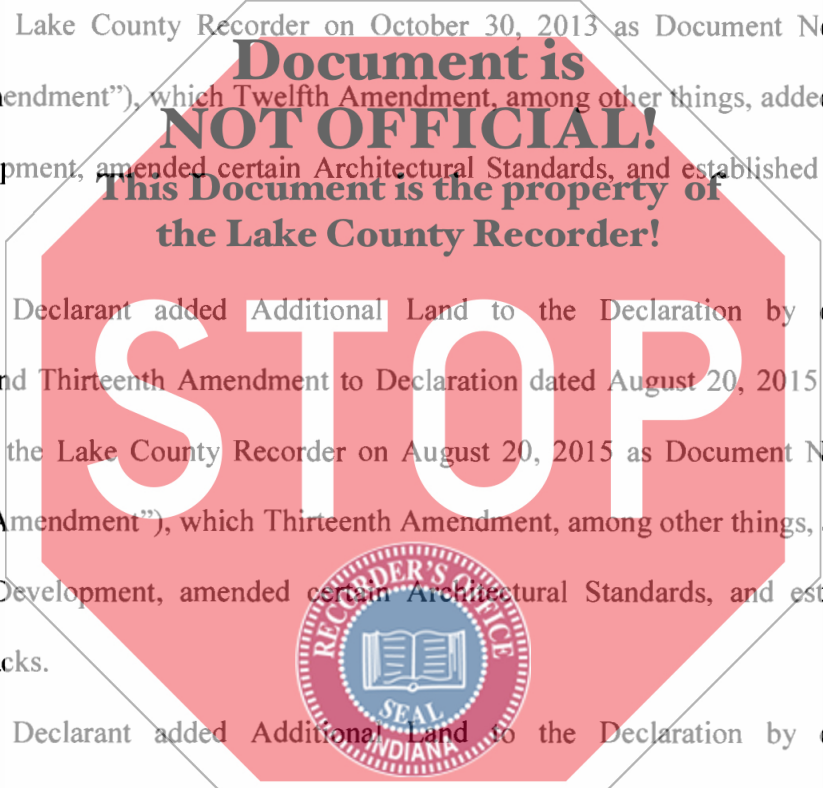 Lake County Recorder on October 30, 2013 as Document
Document is
endment”), which Twelfth Amendment, among other things, added
NOT OFFICIAL!
pment, amended certain Architectural Standards, and established
This Document is the property of
the Lake County Recorder!
Declarant added Additional Land to the Declaration by
STOP
nd Thirteenth Amendment to Declaration dated August 20, 2015
the Lake County Recorder on August 20, 2015 as Document
Amendment”), which Thirteenth Amendment, among other things,
RECORDER'S OFFICE
Development, amended certain Architectural Standards, and est
cks.
SEAL
Declarant added Additional Land to the Declaration by
INDIANA